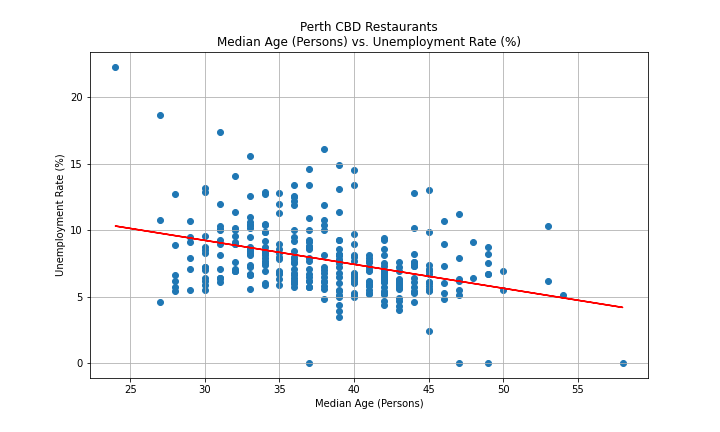 Perth CBD Restaurants
Median Age (Persons) vs. Unemployment Rate (%)
Unemployment Rate (%)
20
15
10
5
0
25 30 35 40 45 50 55
Median Age (Persons)